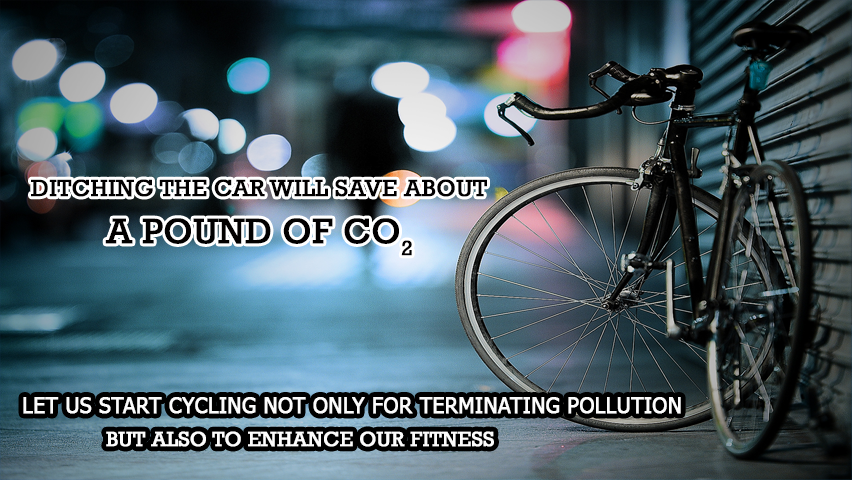 DITCHING THE CAR WILL SAVE ABOUT
A POUND OF CO₂
LET US START CYCLING NOT ONLY FOR TERMINATING POLLUTION
BUT ALSO TO ENHANCE OUR FITNESS